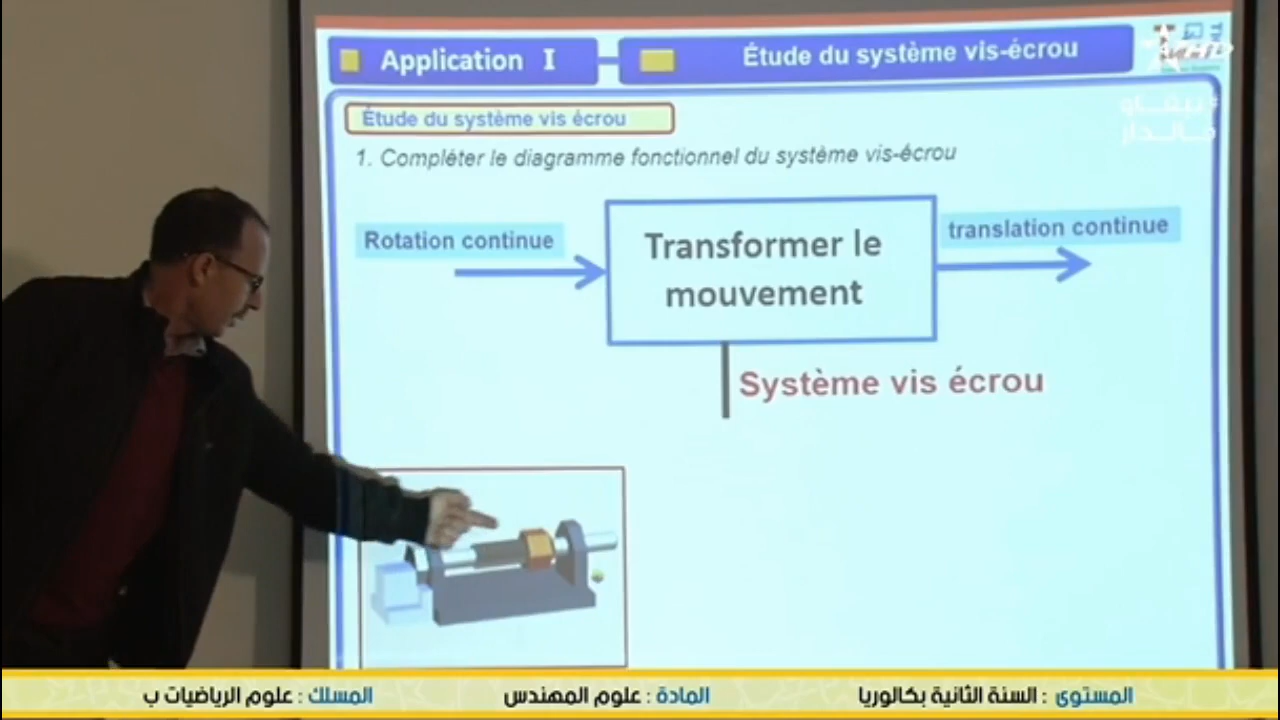 Application I
Étude du système vis-écrou
Étude du système vis écrou
1. Compléter le diagramme fonctionnel du système vis-écrou
Rotation continue
Transformer le
mouvement
translation continue
Système vis écrou
المستوى : السنة الثانية بكالوريا
المادة : علوم المهندس
المسلك : علوم الرياضيات ب